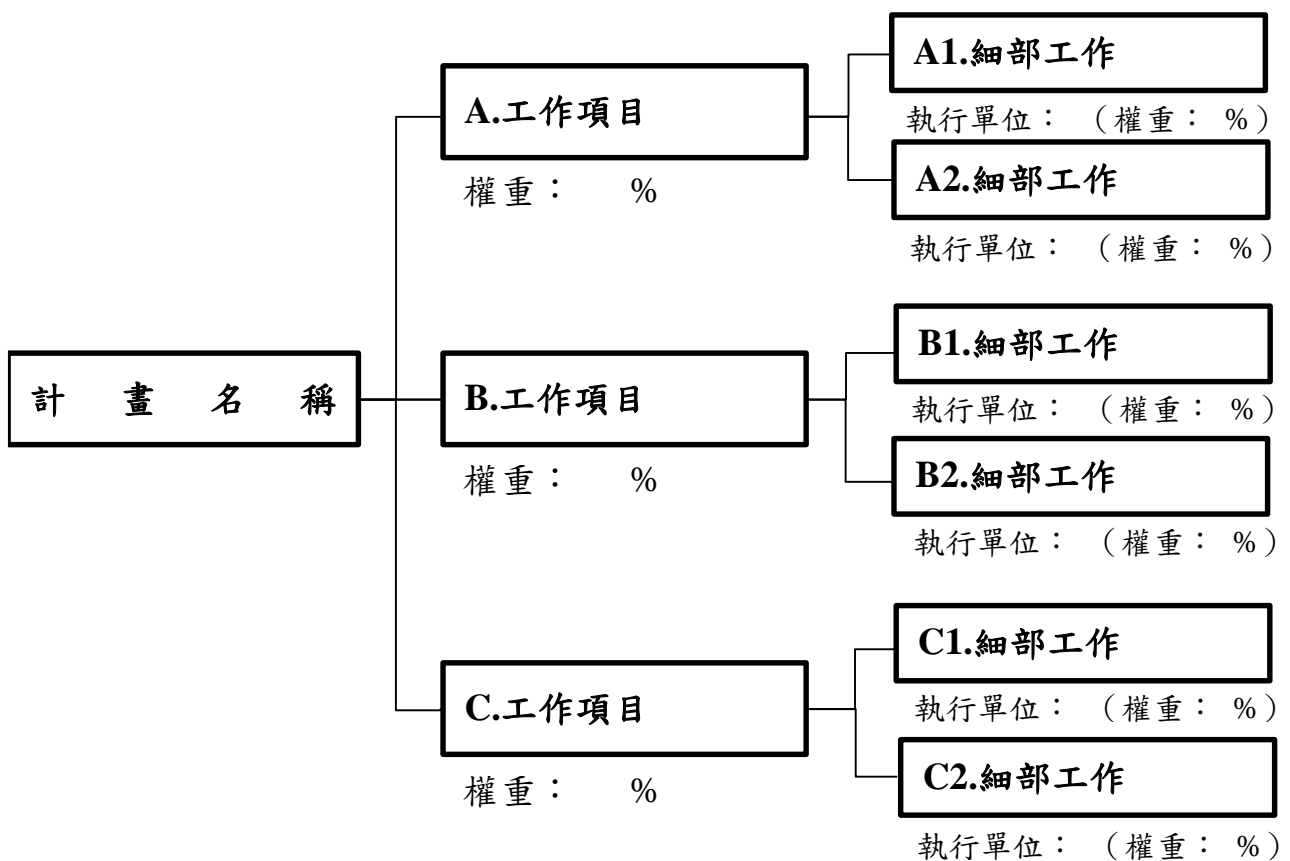 計畫名稱
A.工作項目
權重： %
A1.細部工作
執行單位： （權重： %）
A2.細部工作
執行單位： （權重： %）
B.工作項目
權重： %
B1.細部工作
執行單位： （權重： %）
B2.細部工作
執行單位： （權重： %）
C.工作項目
權重： %
C1.細部工作
執行單位： （權重： %）
C2.細部工作
執行單位： （權重： %）